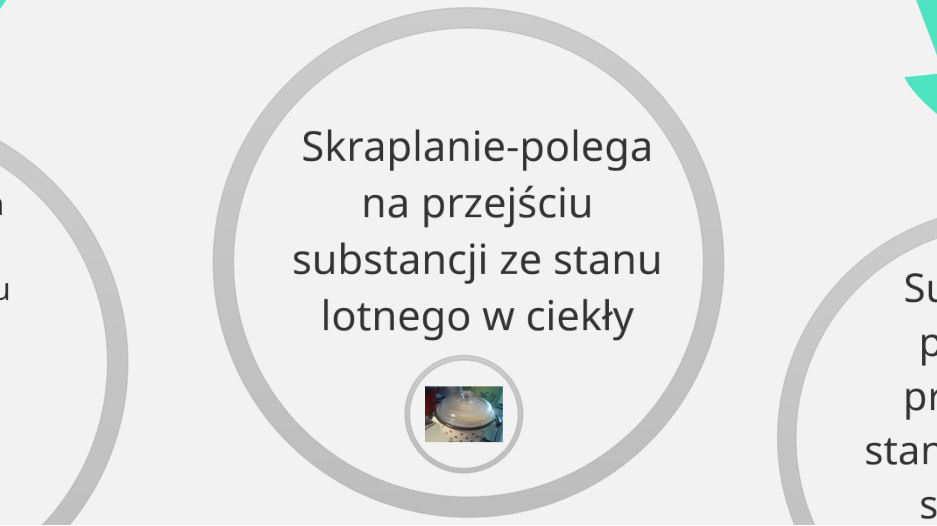 Skraplanie-polega
na przejściu
substancji ze stanu
lotnego w ciekły